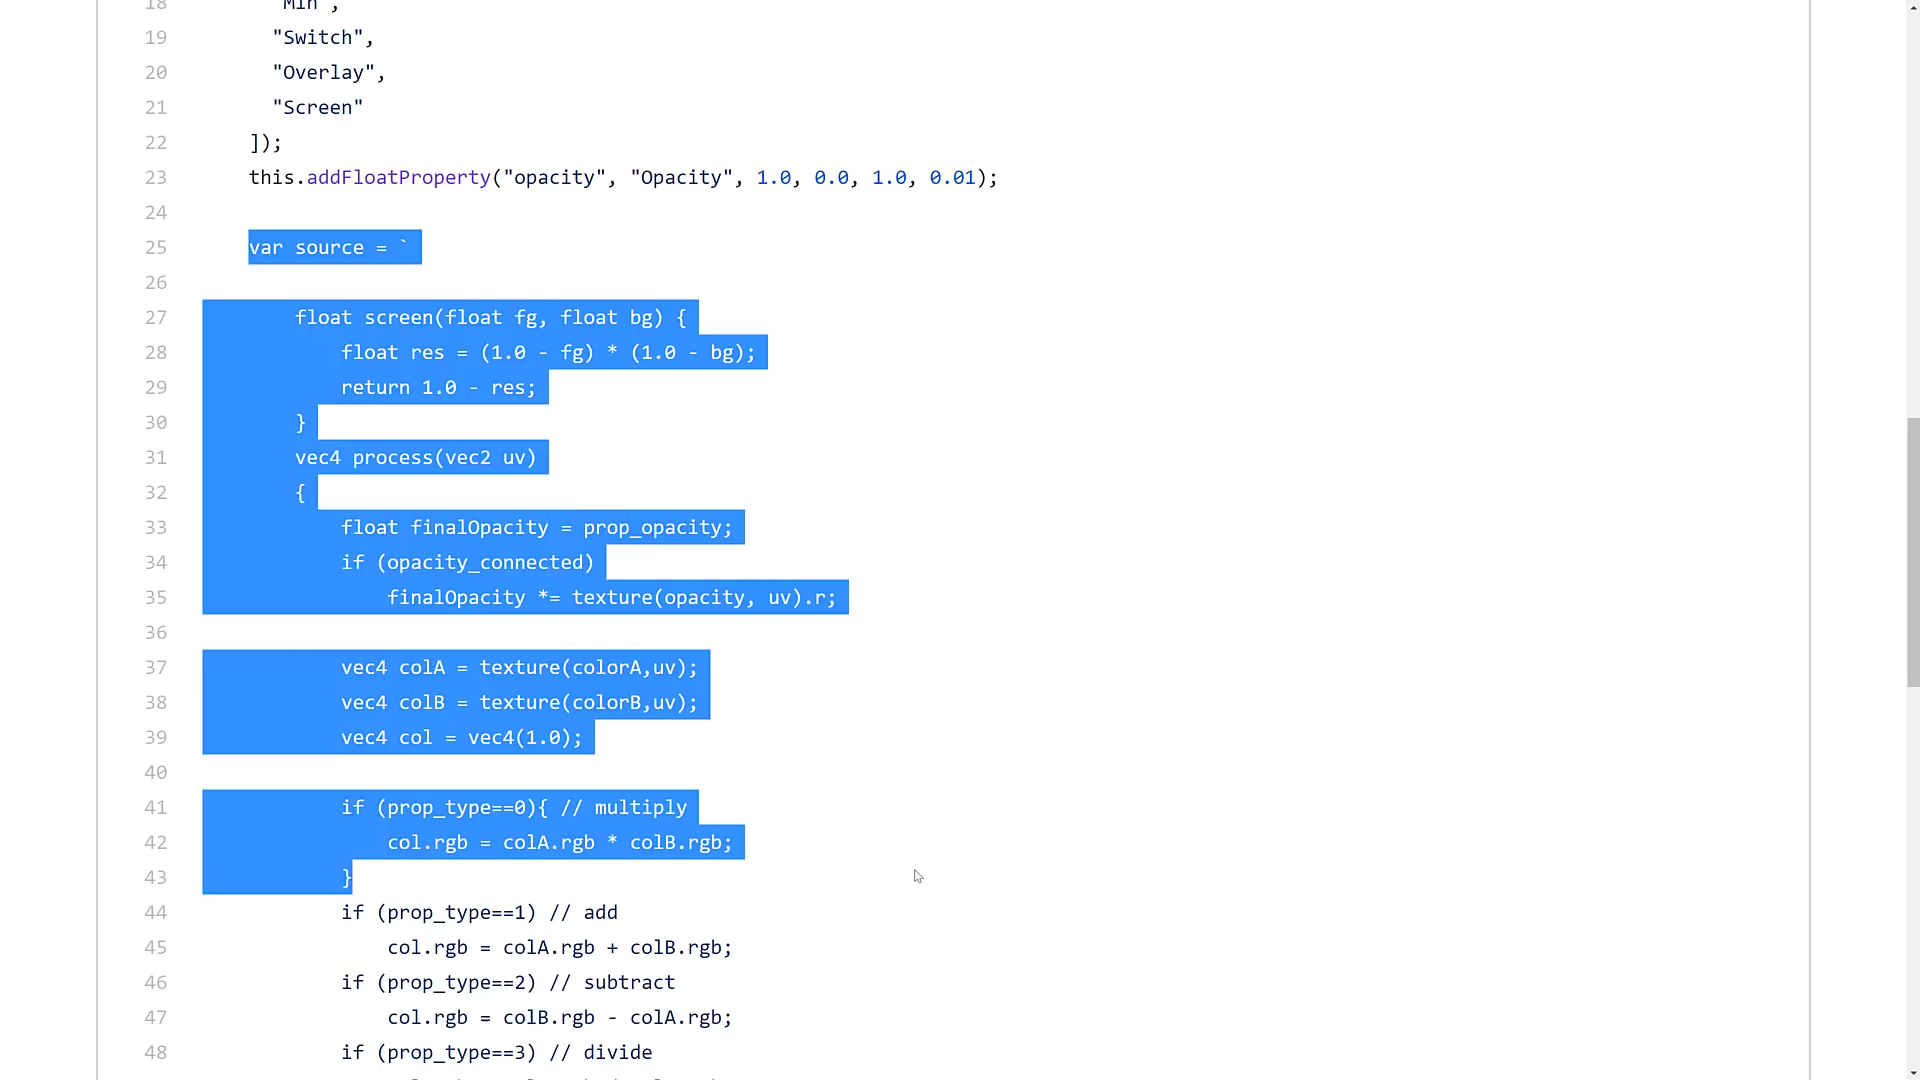 18 "Min",
19 "Switch",
20 "Overlay",
21 "Screen"
22 ]);
23 this.addFloatProperty("opacity", "Opacity", 1.0, 0.0, 1.0, 0.01);
24
25 var source = `
26
27 float screen(float fg, float bg) {
28 float res = (1.0 - fg) * (1.0 - bg);
29 return 1.0 - res;
30 }
31 vec4 process(vec2 uv)
32 {
33 float finalOpacity = prop_opacity;
34 if (opacity_connected)
35 finalOpacity *= texture(opacity, uv).r;
36
37 vec4 colA = texture(colorA,uv);
38 vec4 colB = texture(colorB,uv);
39 vec4 col = vec4(1.0);
40
41 if (prop_type==0){ // multiply
42 col.rgb = colA.rgb * colB.rgb;
43 }
44 if (prop_type==1) // add
45 col.rgb = colA.rgb + colB.rgb;
46 if (prop_type==2) // subtract
47 col.rgb = colB.rgb - colA.rgb;
48 if (prop_type==3) // divide